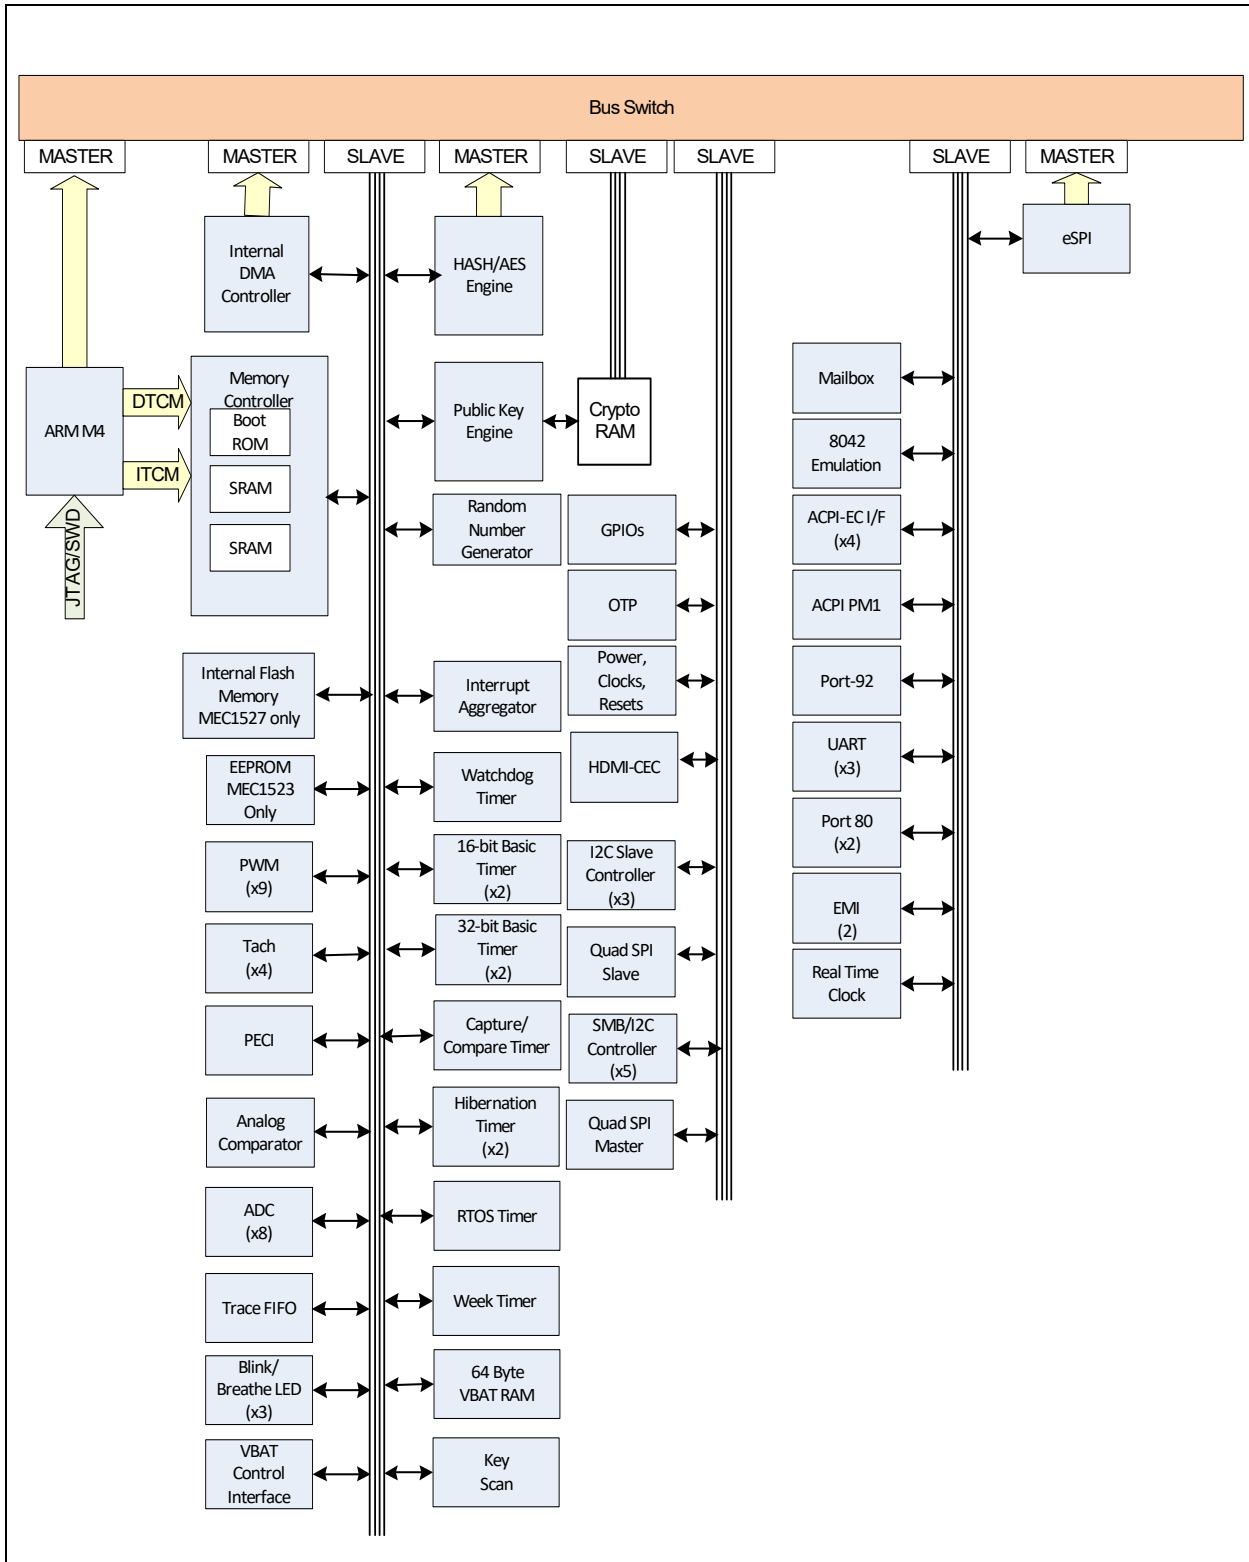 Bus Switch
MASTER
MASTER
SLAVE
MASTER
SLAVE
SLAVE
SLAVE
MASTER
Internal
DMA
Controller
HASH/AES
Engine
eSPI
ARM M4
DTCM
ITCM
JTAG/SWD
Memory
Controller
Boot
ROM
SRAM
SRAM
Public Key
Engine
Crypto
RAM
Random
Number
Generator
GPIOs
OTP
Power,
Clocks,
Resets
HDMI-CEC
I2C Slave
Controller
(x3)
Quad SPI
Slave
SMB/I2C
Controller
(x5)
Quad SPI
Master
Mailbox
8042
Emulation
ACPI-EC I/F
(x4)
ACPI PM1
Port-92
UART
(x3)
Port 80
(x2)
EMI
(2)
Real Time
Clock
Internal Flash
Memory
MEC1527 only
EEPROM
MEC1523
Only
PWM
(x9)
Tach
(x4)
PECI
Analog
Comparator
ADC
(x8)
Trace FIFO
Blink/
Breathe LED
(x3)
VBAT
Control
Interface
Interrupt
Aggregator
Watchdog
Timer
16-bit Basic
Timer
(x2)
32-bit Basic
Timer
(x2)
Capture/
Compare Timer
Hibernation
Timer
(x2)
RTOS Timer
Week Timer
64 Byte
VBAT RAM
Key
Scan